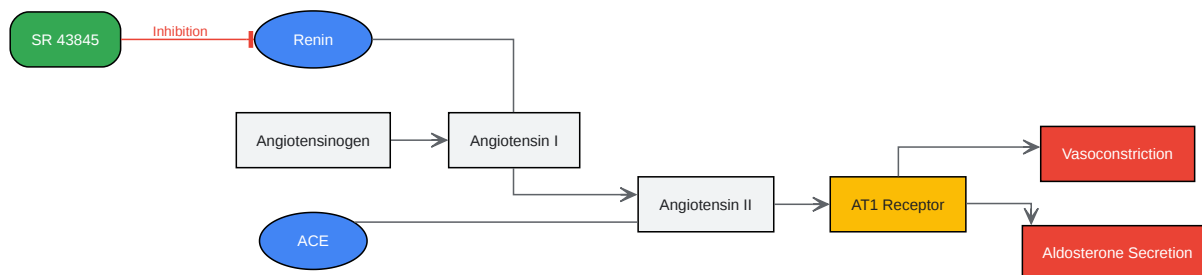 SR 43845
Inhibition
Renin
Angiotensinogen
Angiotensin I
Vasoconstriction
Angiotensin II
AT1 Receptor
ACE
Aldosterone Secretion